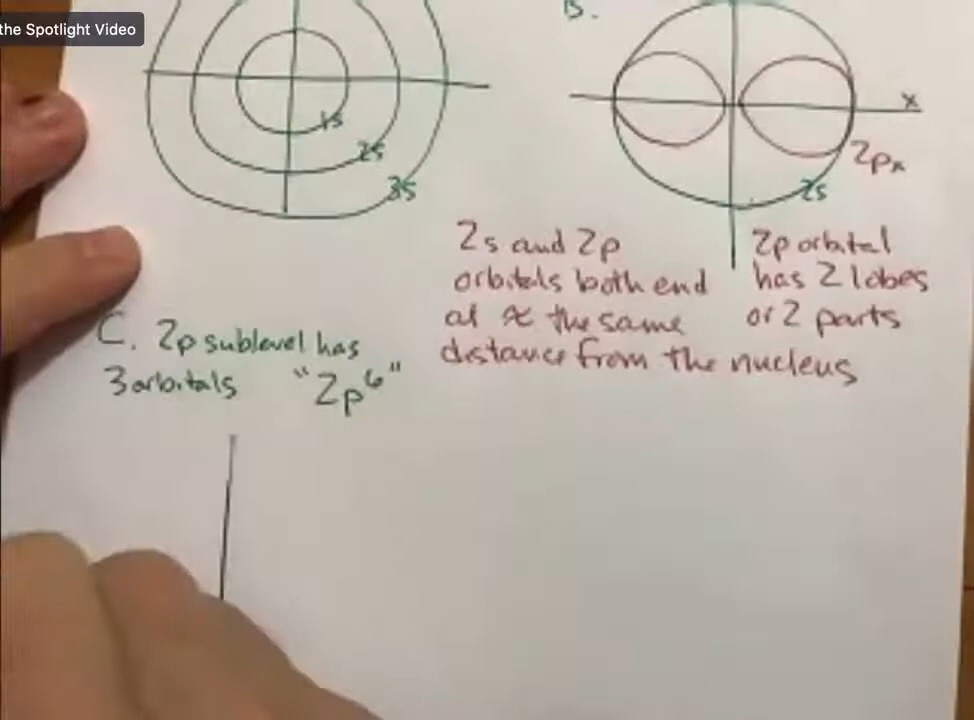 the Spotlight Video
1s
2s
3s
B.
x
2px
2s
2s and 2p
orbitals both end
at ≈ the same
distance from the nucleus
2p orbital
has 2 lobes
or 2 parts
C. 2p sublevel has
3 orbitals "2p⁶"